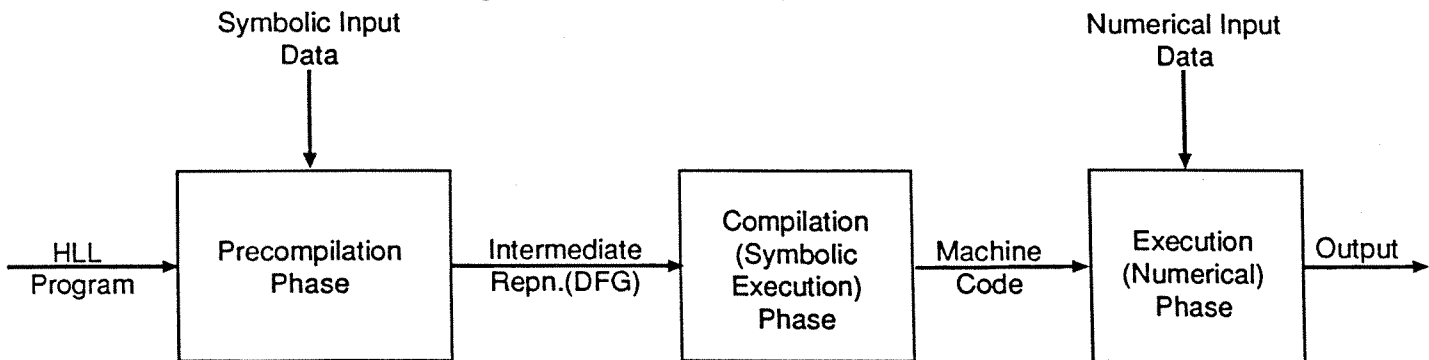 Symbolic Input
Data
Numerical Input
Data
HLL
Program
Precompilation
Phase
Intermediate
Repn.(DFG)
Compilation
(Symbolic
Execution)
Phase
Machine
Code
Execution
(Numerical)
Phase
Output